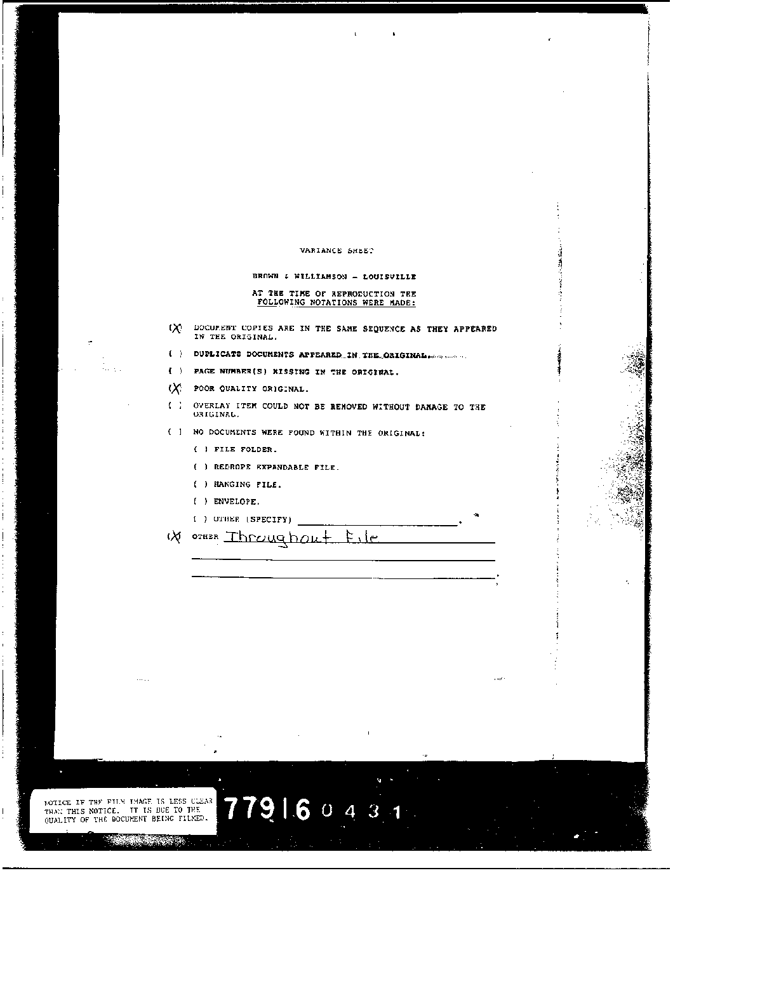 VARIANCE SHEET
BROWN & WILLIAMSON - LOUISVILLE
AT THE TIME OF REPRODUCTION THE
FOLLOWING NOTATIONS WERE MADE:
(X) DOCUMENT COPIES ARE IN THE SAME SEQUENCE AS THEY APPEARED
IN THE ORIGINAL.
( ) DUPLICATE DOCUMENTS APPEARED IN THE ORIGINAL
( ) PAGE NUMBER(S) MISSING IN THE ORIGINAL.
(X) POOR QUALITY ORIGINAL.
( ) OVERLAY ITEM COULD NOT BE REMOVED WITHOUT DAMAGE TO THE
ORIGINAL.
( ) NO DOCUMENTS WERE FOUND WITHIN THE ORIGINAL:
( ) FILE FOLDER.
( ) REDROPE EXPANDABLE FILE.
( ) HANGING FILE.
( ) ENVELOPE.
( ) OTHER (SPECIFY) .
(X) OTHER Throughout File
NOTICE IF THE FILM IMAGE IS LESS CLEAR
THAN THIS NOTICE. IT IS DUE TO THE
QUALITY OF THE DOCUMENT BEING FILMED.
779160431